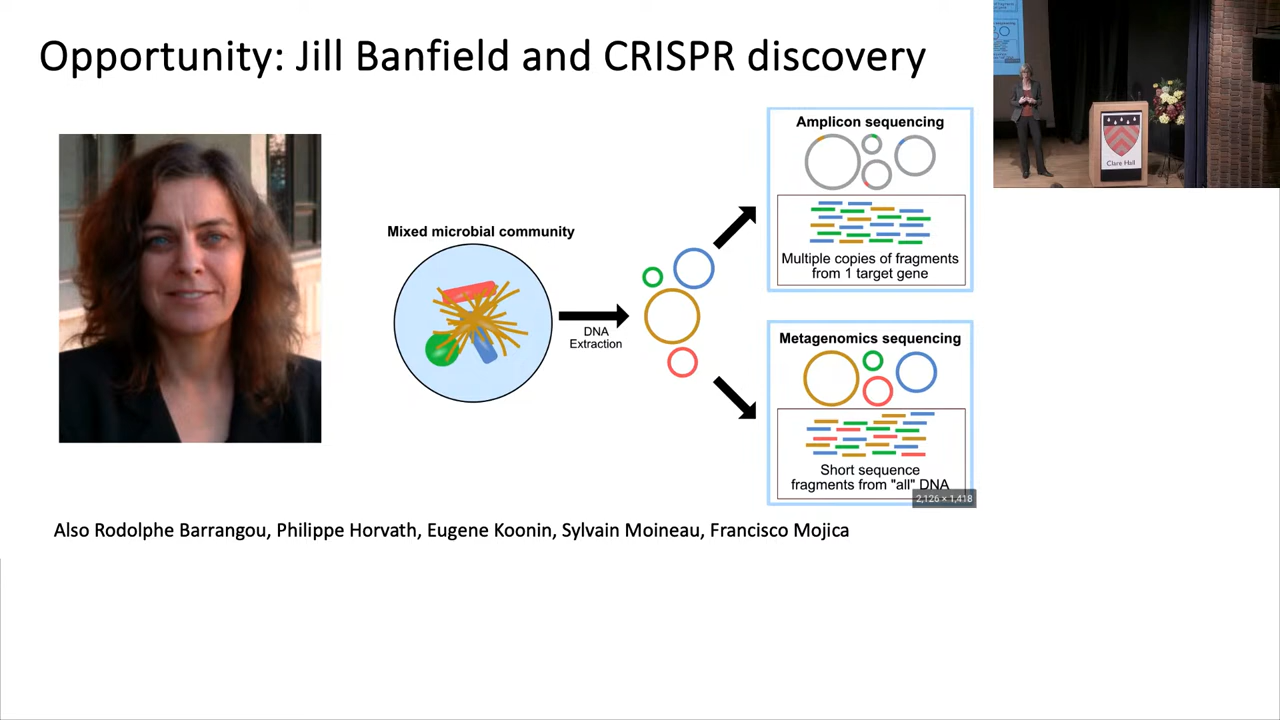 Opportunity: Jill Banfield and CRISPR discovery
Mixed microbial community
DNA
Extraction
Amplicon sequencing
Multiple copies of fragments
from 1 target gene
Metagenomics sequencing
Short sequence
fragments from "all" DNA
2,126 × 1,418
Also Rodolphe Barrangou, Philippe Horvath, Eugene Koonin, Sylvain Moineau, Francisco Mojica
Clare Hall